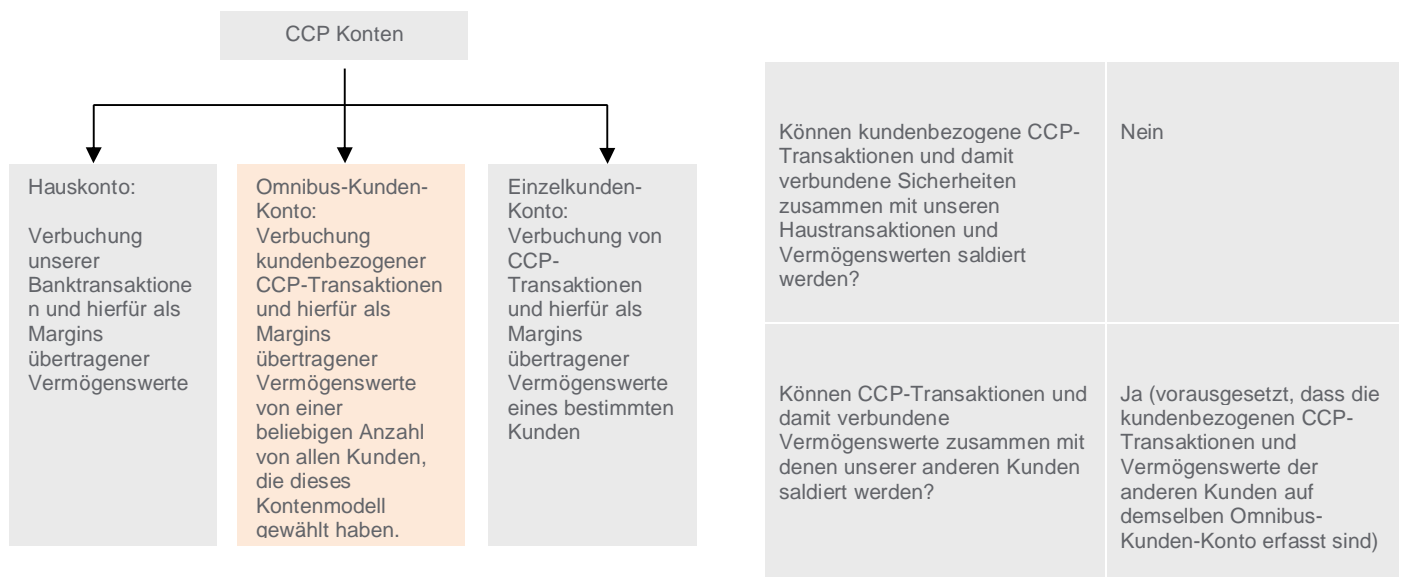 CCP Konten
Hauskonto:
Verbuchung
unserer
Banktransaktione
n und hierfür als
Margins
übertragener
Vermögenswerte
Omnibus-Kunden-
Konto:
Verbuchung
kundenbezogener
CCP-Transaktionen
und hierfür als
Margins
übertragener
Vermögenswerte
von einer
beliebigen Anzahl
von allen Kunden,
die dieses
Kontenmodell
gewählt haben.
Einzelkunden-
Konto:
Verbuchung von
CCP-
Transaktionen
und hierfür als
Margins
übertragener
Vermögenswerte
eines bestimmten
Kunden
Können kundenbezogene CCP-
Transaktionen und damit
verbundene Sicherheiten
zusammen mit unseren
Haustransaktionen und
Vermögenswerten saldiert
werden?
Nein
Können CCP-Transaktionen und
damit verbundene
Vermögenswerte zusammen mit
denen unserer anderen Kunden
saldiert werden?
Ja (vorausgesetzt, dass die
kundenbezogenen CCP-
Transaktionen und
Vermögenswerte der
anderen Kunden auf
demselben Omnibus-
Kunden-Konto erfasst sind)